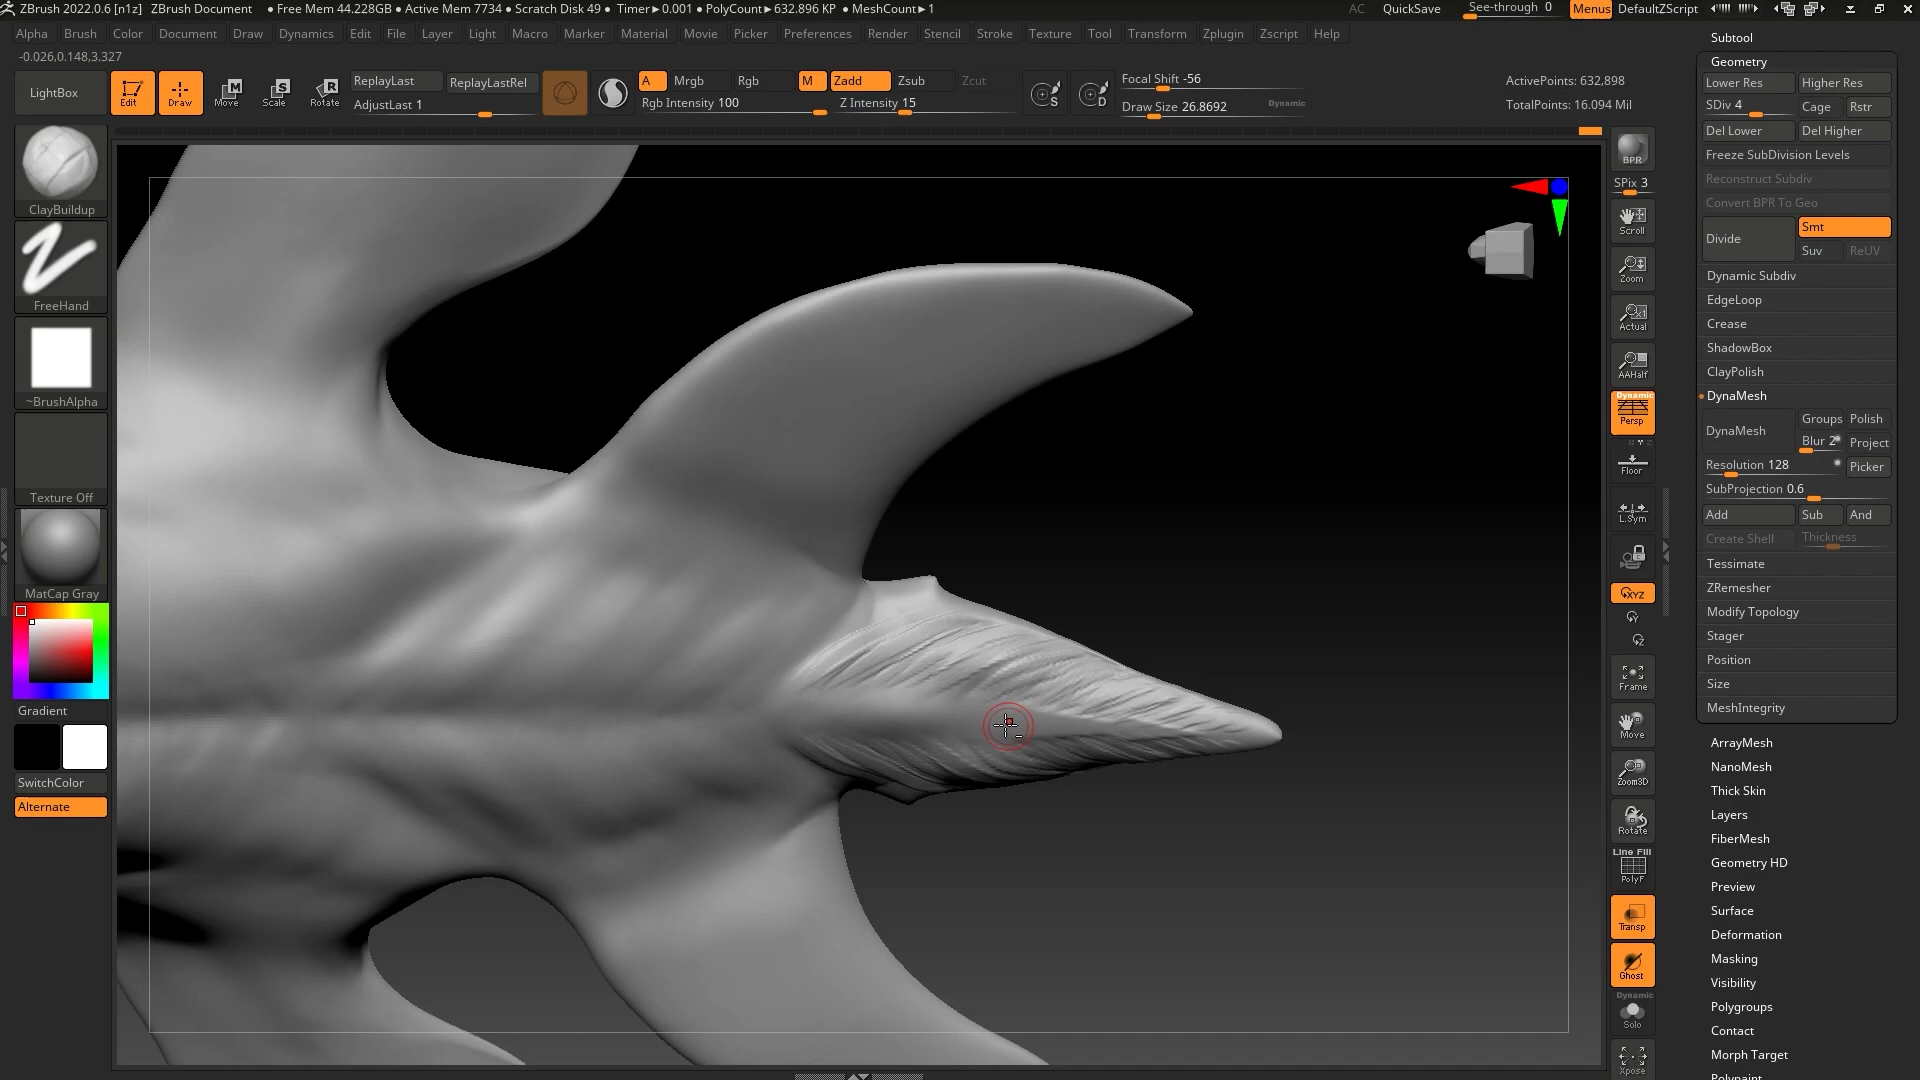 ZBrush 2022.0.6 [n1z] ZBrush Document ● Free Mem 44.228GB ● Active Mem 7734 ● Scratch Disk 49 ● Timer►0.001 ● PolyCount►632.896 KP ● MeshCount►1 AC QuickSave See-through 0 Menus DefaultZScript
Alpha Brush Color Document Draw Dynamics Edit File Layer Light Macro Marker Material Movie Picker Preferences Render Stencil Stroke Texture Tool Transform Zplugin Zscript Help
-0.026,0.148,3.327
LightBox
Edit
Draw
Move
Scale
Rotate
ReplayLast
ReplayLastRel
AdjustLast 1
A
Mrgb
Rgb
M
Zadd
Zsub
Zcut
Rgb Intensity 100
Z Intensity 15
S
D
Focal Shift -56
Draw Size 26.8692
Dynamic
ActivePoints: 632,898
TotalPoints: 16.094 Mil
ClayBuildup
FreeHand
~BrushAlpha
Texture Off
MatCap Gray
Gradient
SwitchColor
Alternate
BPR
SPix 3
Scroll
Zoom
Actual
AAHalf
Dynamic
Persp
Floor
L.Sym
XYZ
Frame
Move
Zoom3D
Rotate
Line Fill
PolyF
Transp
Ghost
Dynamic
Solo
Xpose
Subtool
Geometry
Lower Res
Higher Res
SDiv 4
Cage
Rstr
Del Lower
Del Higher
Freeze SubDivision Levels
Reconstruct Subdiv
Convert BPR To Geo
Divide
Smt
Suv
ReUV
Dynamic Subdiv
EdgeLoop
Crease
ShadowBox
ClayPolish
DynaMesh
DynaMesh
Groups
Polish
Blur 2
Project
Resolution 128
Picker
SubProjection 0.6
Add
Sub
And
Create Shell
Thickness
Tessimate
ZRemesher
Modify Topology
Stager
Position
Size
MeshIntegrity
ArrayMesh
NanoMesh
Thick Skin
Layers
FiberMesh
Geometry HD
Preview
Surface
Deformation
Masking
Visibility
Polygroups
Contact
Morph Target
Polypaint